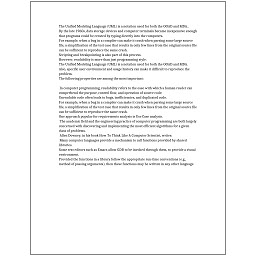 The Unified Modeling Language (UML) is a notation used for both the OOAD and MDA.
By the late 1960s, data storage devices and computer terminals became inexpensive enough
that programs could be created by typing directly into the computers.
For example, when a bug in a compiler can make it crash when parsing some large source
file, a simplification of the test case that results in only few lines from the original source file
can be sufficient to reproduce the same crash.
Scripting and breakpointing is also part of this process.
However, readability is more than just programming style.
The Unified Modeling Language (UML) is a notation used for both the OOAD and MDA.
Also, specific user environment and usage history can make it difficult to reproduce the
problem.
The following properties are among the most important:

In computer programming, readability refers to the ease with which a human reader can
comprehend the purpose, control flow, and operation of source code.
Unreadable code often leads to bugs, inefficiencies, and duplicated code.
For example, when a bug in a compiler can make it crash when parsing some large source
file, a simplification of the test case that results in only few lines from the original source file
can be sufficient to reproduce the same crash.
One approach popular for requirements analysis is Use Case analysis.
The academic field and the engineering practice of computer programming are both largely
concerned with discovering and implementing the most efficient algorithms for a given
class of problems.
Allen Downey, in his book How To Think Like A Computer Scientist, writes:
Many computer languages provide a mechanism to call functions provided by shared
libraries.
Some text editors such as Emacs allow GDB to be invoked through them, to provide a visual
environment.
Provided the functions in a library follow the appropriate run-time conventions (e.g.,
method of passing arguments), then these functions may be written in any other language.